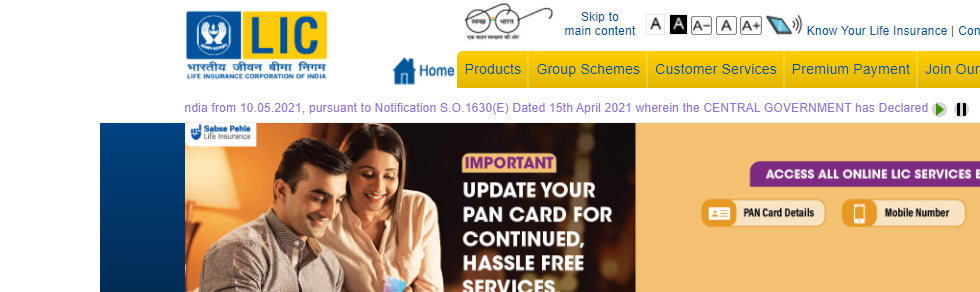 LIC
भारतीय जीवन बीमा निगम
LIFE INSURANCE CORPORATION OF INDIA
स्वच्छ भारत
एक कदम स्वच्छता की ओर
Skip to
main content
A A A− A A+
Know Your Life Insurance | Con
Home Products Group Schemes Customer Services Premium Payment Join Our
ndia from 10.05.2021, pursuant to Notification S.O.1630(E) Dated 15th April 2021 wherein the CENTRAL GOVERNMENT has Declared
Sabse Pehle
Life Insurance
IMPORTANT
UPDATE YOUR
PAN CARD FOR
CONTINUED,
HASSLE FREE
SERVICES.
ACCESS ALL ONLINE LIC SERVICES E
PAN Card Details
Mobile Number